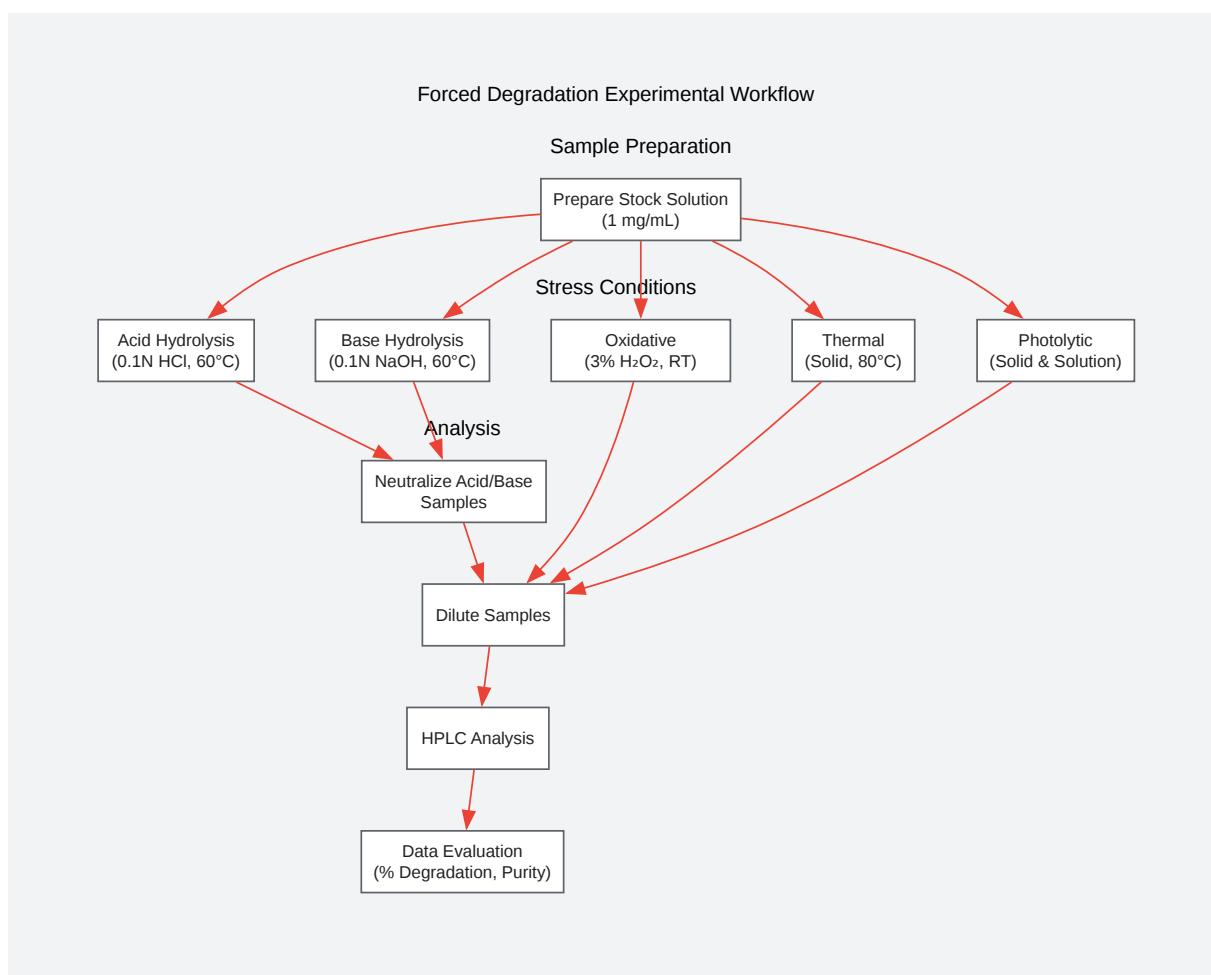 Forced Degradation Experimental Workflow
Sample Preparation
Prepare Stock Solution
(1 mg/mL)
Stress Conditions
Acid Hydrolysis
(0.1N HCl, 60°C)
Base Hydrolysis
(0.1N NaOH, 60°C)
Oxidative
(3% H₂O₂, RT)
Thermal
(Solid, 80°C)
Photolytic
(Solid & Solution)
Analysis
Neutralize Acid/Base
Samples
Dilute Samples
HPLC Analysis
Data Evaluation
(% Degradation, Purity)